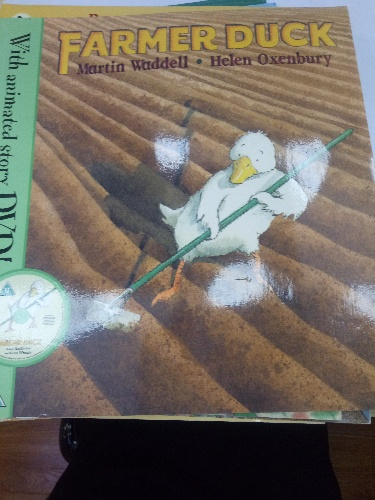 FARMER DUCK
Martin Waddell • Helen Oxenbury
With animated story DVD!